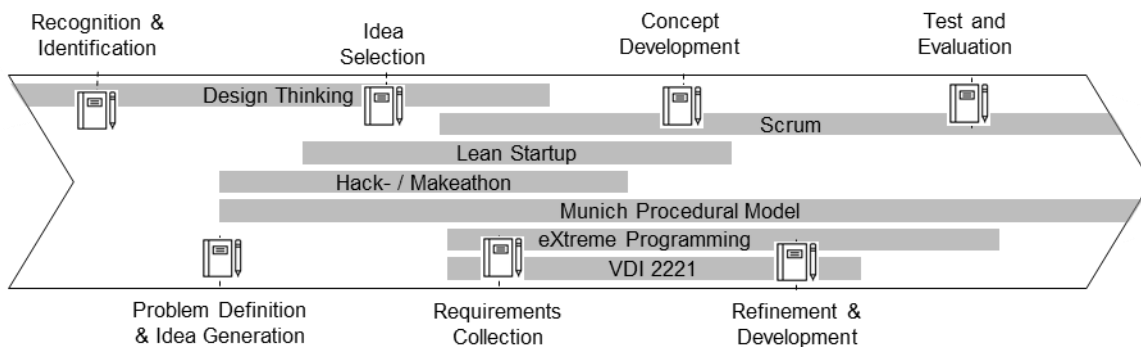 Recognition &
Identification
Idea
Selection
Concept
Development
Test and
Evaluation
Design Thinking
Scrum
Lean Startup
Hack- / Makeathon
Munich Procedural Model
eXtreme Programming
VDI 2221
Problem Definition
& Idea Generation
Requirements
Collection
Refinement &
Development